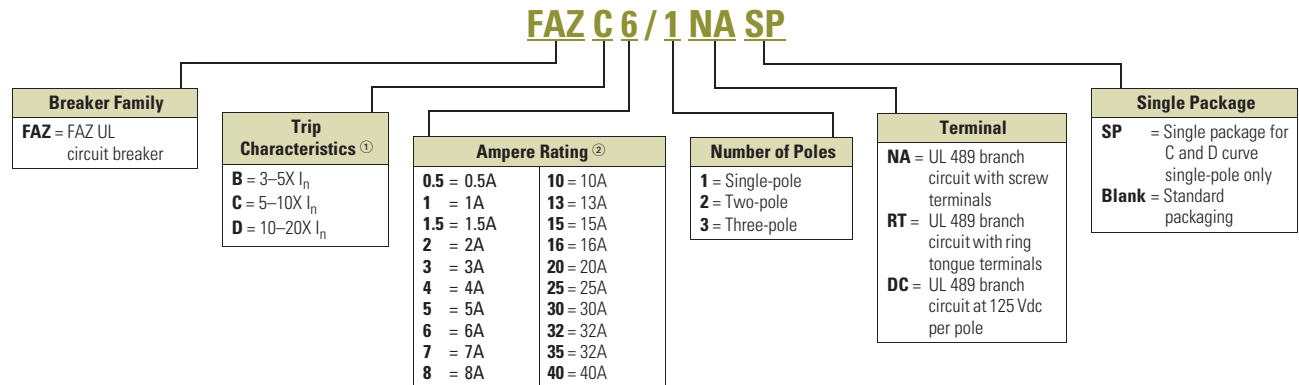 FAZ C 6 / 1 NA SP
Breaker Family
FAZ = FAZ UL
circuit breaker
Trip
Characteristics ①
B = 3–5X In
C = 5–10X In
D = 10–20X In
Ampere Rating ②
0.5 = 0.5A
1 = 1A
1.5 = 1.5A
2 = 2A
3 = 3A
4 = 4A
5 = 5A
6 = 6A
7 = 7A
8 = 8A
10 = 10A
13 = 13A
15 = 15A
16 = 16A
20 = 20A
25 = 25A
30 = 30A
32 = 32A
35 = 32A
40 = 40A
Number of Poles
1 = Single-pole
2 = Two-pole
3 = Three-pole
Terminal
NA = UL 489 branch
circuit with screw
terminals
RT = UL 489 branch
circuit with ring
tongue terminals
DC = UL 489 branch
circuit at 125 Vdc
per pole
Single Package
SP = Single package for
C and D curve
single-pole only
Blank = Standard
packaging